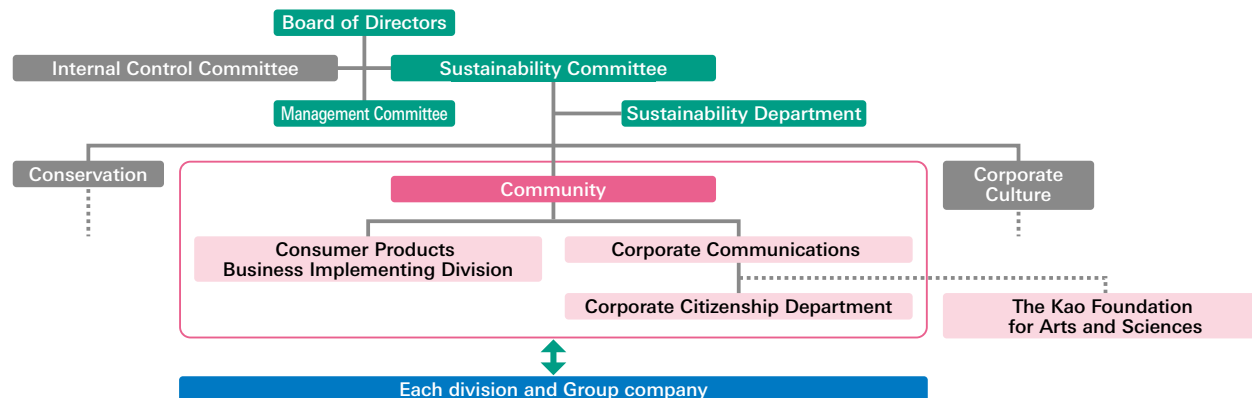 Board of Directors
Internal Control Committee
Sustainability Committee
Management Committee
Sustainability Department
Conservation
Community
Corporate
Culture
Consumer Products
Business Implementing Division
Corporate Communications
Corporate Citizenship Department
The Kao Foundation
for Arts and Sciences
Each division and Group company